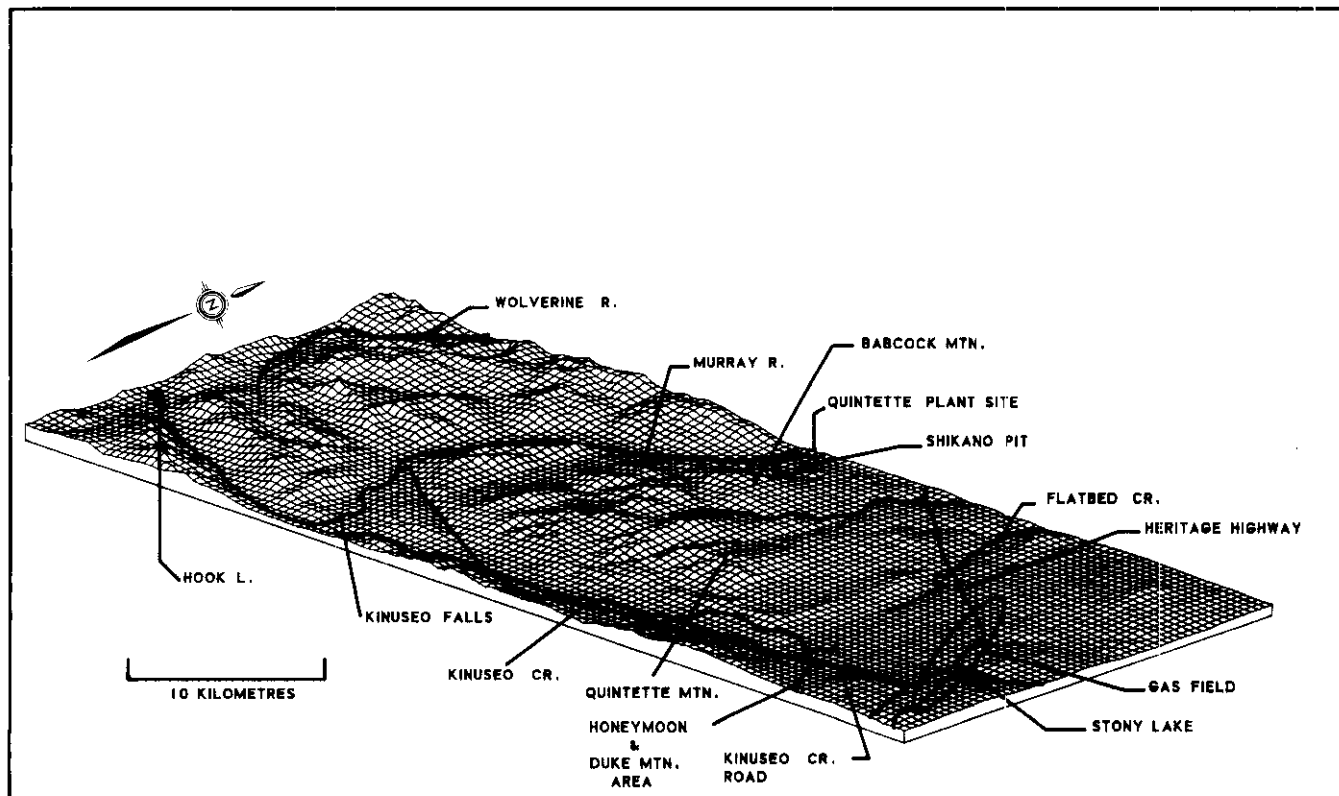 N
WOLVERINE R.
BABCOCK MTN.
MURRAY R.
QUINTETTE PLANT SITE
SHIKANO PIT
FLATBED CR.
HERITAGE HIGHWAY
HOOK L.
KINUSEO FALLS
KINUSEO CR.
QUINTETTE MTN.
GAS FIELD
10 KILOMETRES
HONEYMOON
&
DUKE MTN.
AREA
KINUSEO CR.
ROAD
STONY LAKE